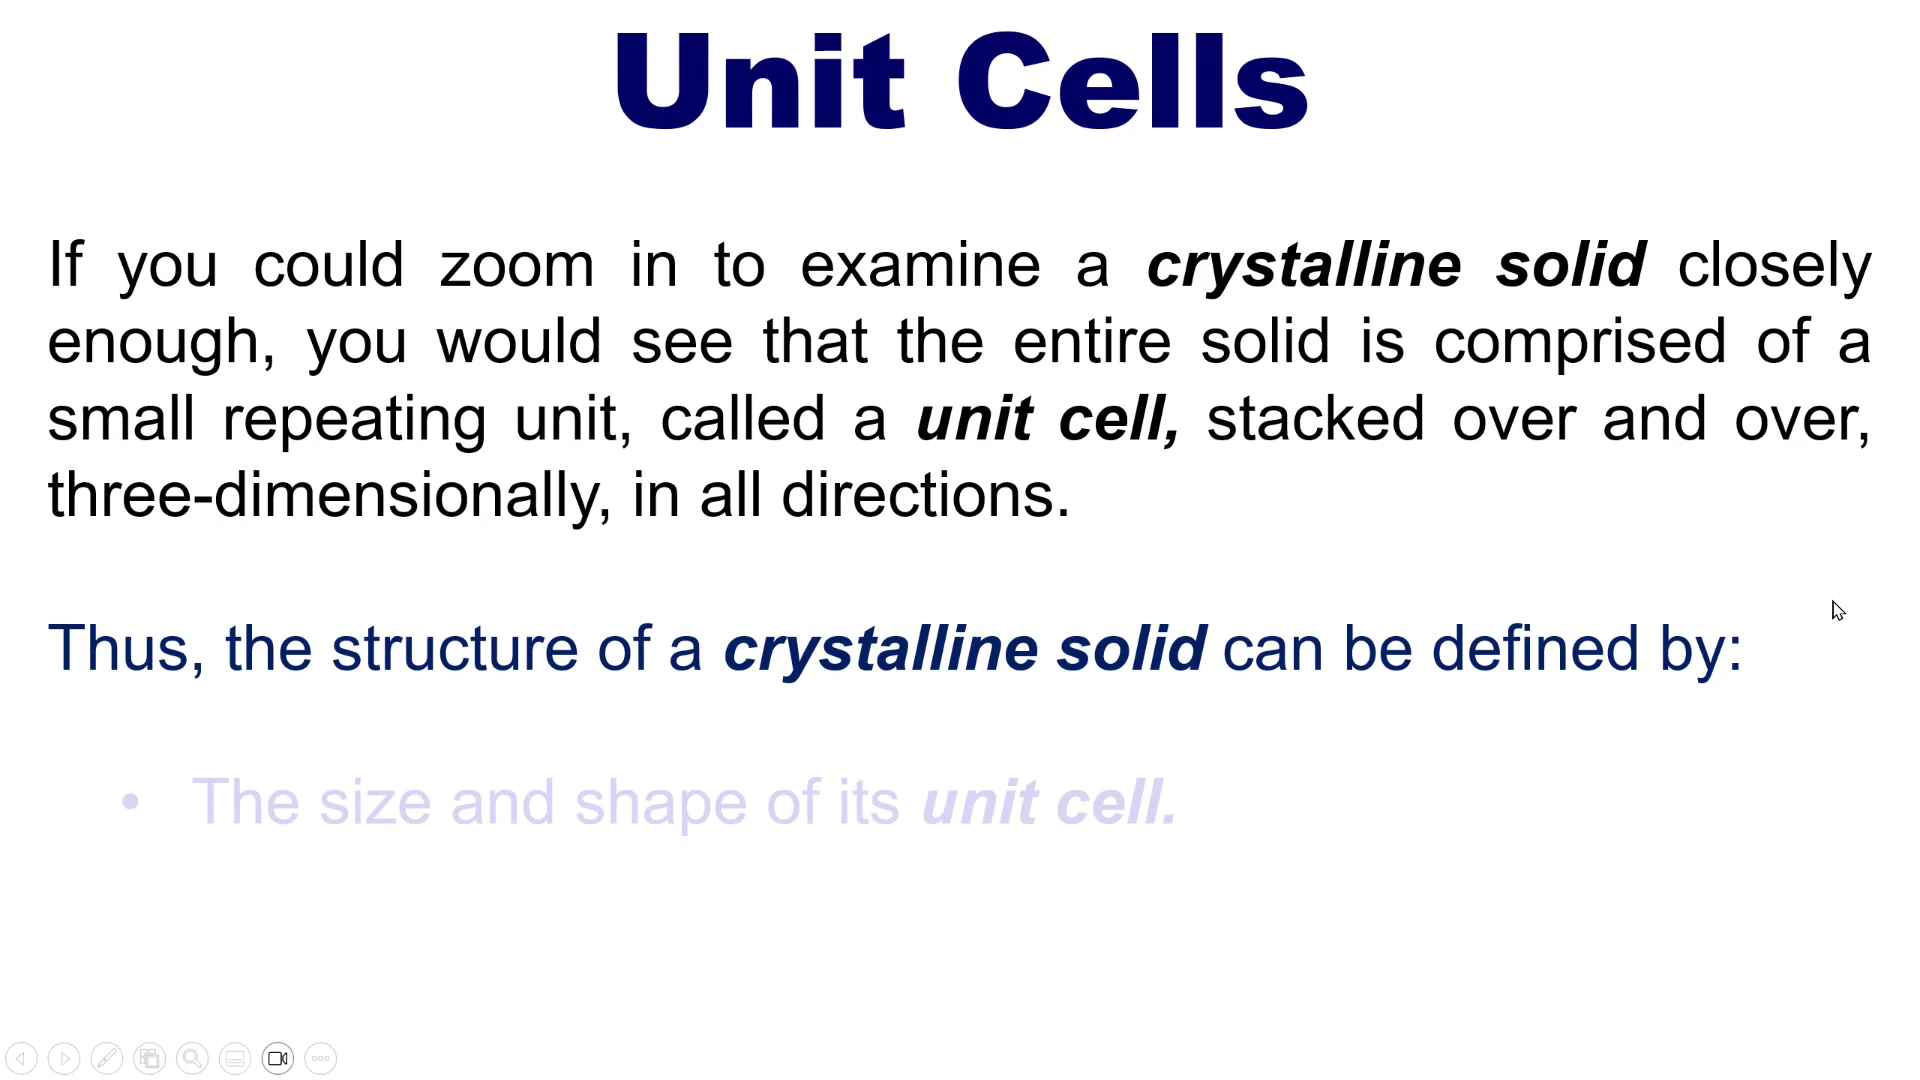 Unit Cells
If you could zoom in to examine a crystalline solid closely
enough, you would see that the entire solid is comprised of a
small repeating unit, called a unit cell, stacked over and over,
three-dimensionally, in all directions.
Thus, the structure of a crystalline solid can be defined by:
• The size and shape of its unit cell.